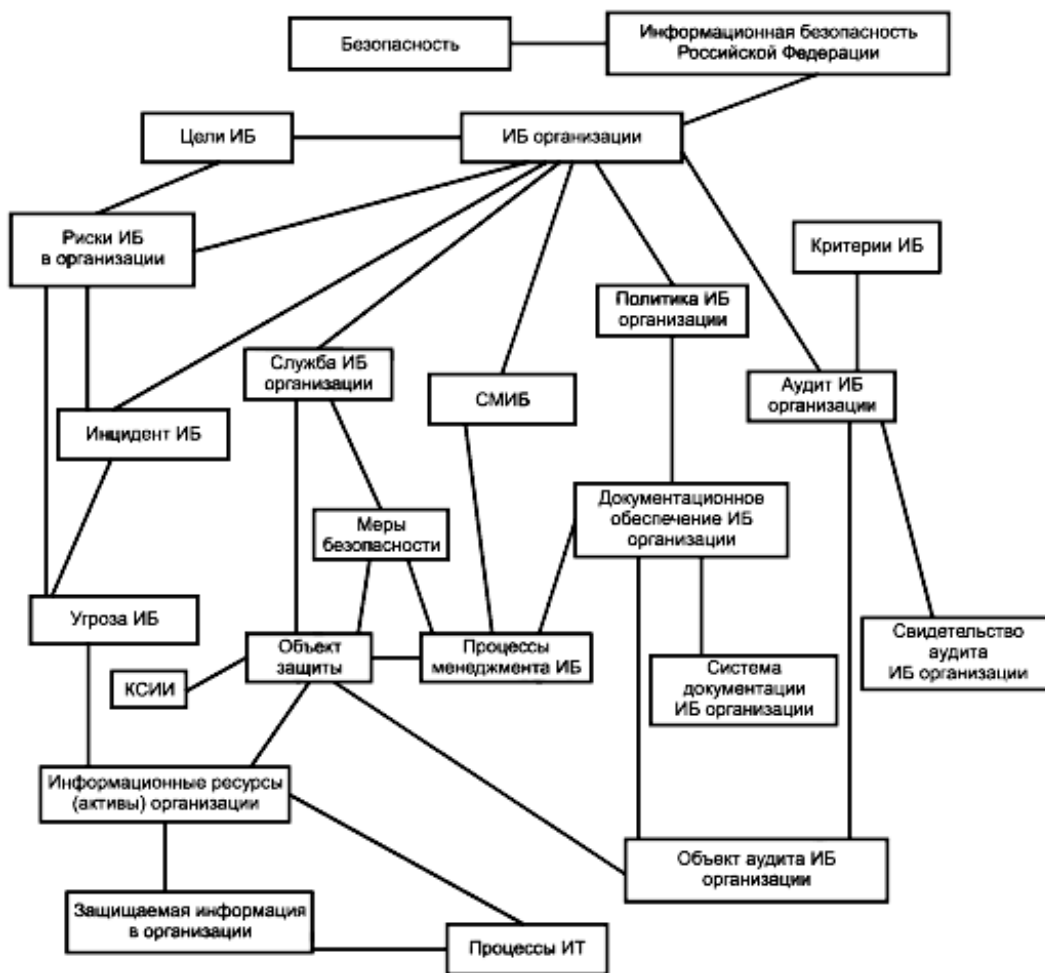 Безопасность
Информационная безопасность
Российской Федерации
Цели ИБ
ИБ организации
Риски ИБ
в организации
Критерии ИБ
Политика ИБ
организации
Служба ИБ
организации
СМИБ
Аудит ИБ
организации
Инцидент ИБ
Документационное
обеспечение ИБ
организации
Меры
безопасности
Угроза ИБ
Объект
защиты
Процессы
менеджмента ИБ
Свидетельство
аудита
ИБ организации
КСИИ
Система
документации
ИБ организации
Информационные ресурсы
(активы) организации
Объект аудита ИБ
организации
Защищаемая информация
в организации
Процессы ИТ